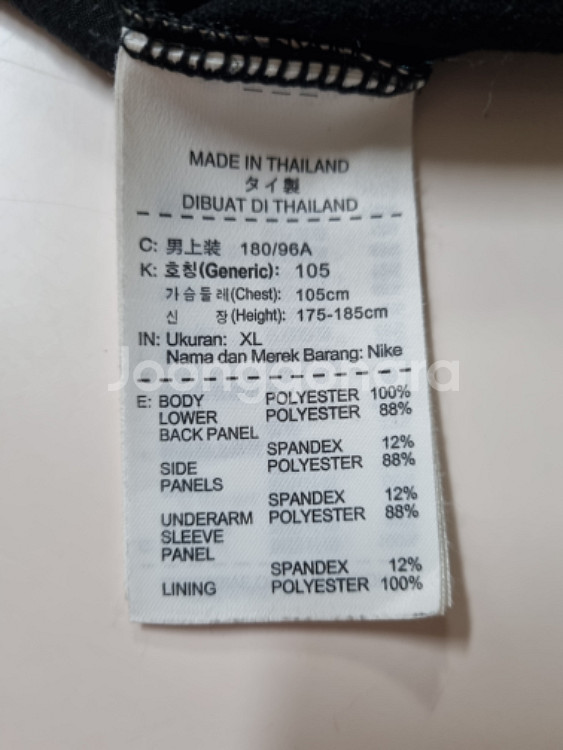 MADE IN THAILAND
タイ製
DIBUAT DI THAILAND
C: 男上装 180/96A
K: 호칭(Generic): 105
가슴둘레(Chest): 105cm
신 장(Height): 175-185cm
IN: Ukuran: XL
Nama dan Merek Barang: Nike
Joongonara
E: BODY POLYESTER 100%
LOWER POLYESTER 88%
BACK PANEL
SPANDEX 12%
SIDE POLYESTER 88%
PANELS
SPANDEX 12%
UNDERARM POLYESTER 88%
SLEEVE
PANEL
SPANDEX 12%
LINING POLYESTER 100%